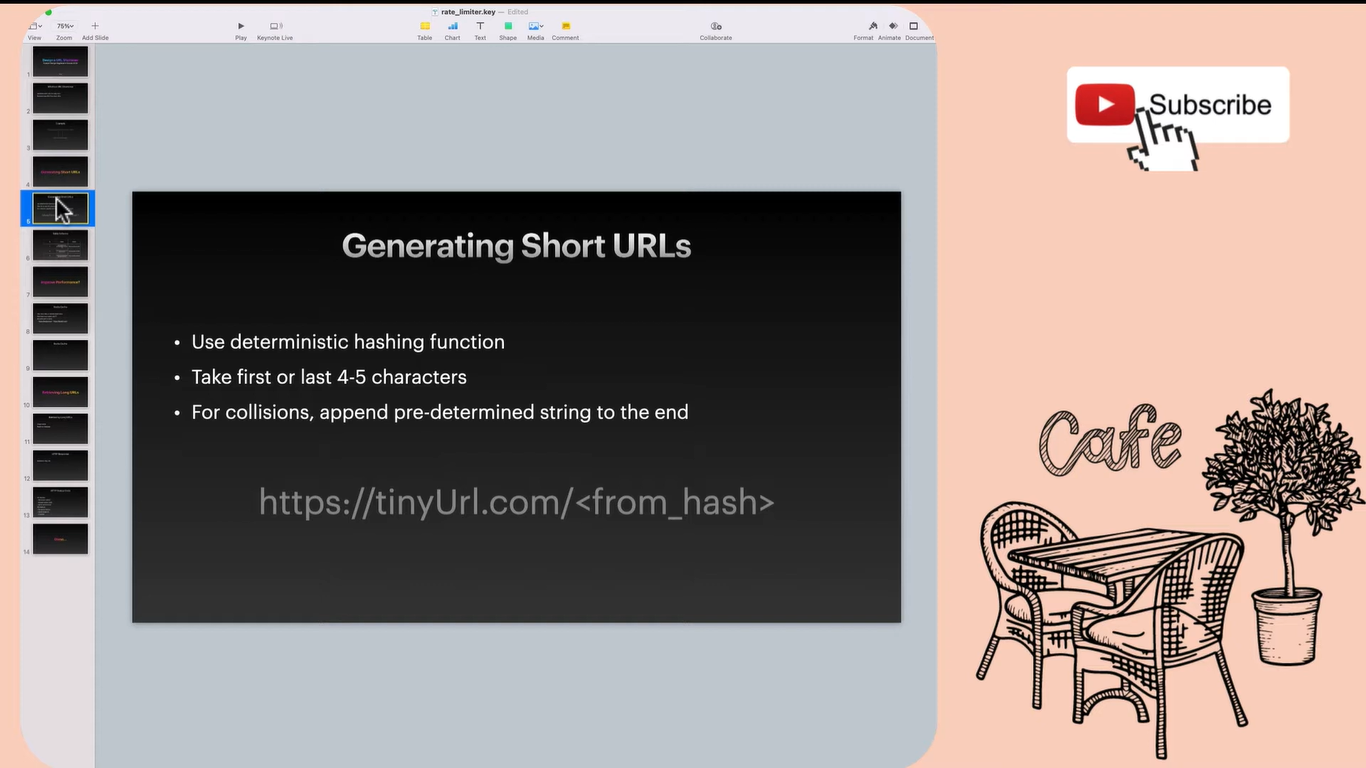 rate_limiter.key — Edited
75%
View
Zoom
Add Slide
Play
Keynote Live
Table
Chart
Text
Shape
Media
Comment
Collaborate
Format
Animate
Document
1
2
3
4
Generating Short URLs
5
6
7
8
9
10
11
12
13
14
Generating Short URLs
• Use deterministic hashing function
• Take first or last 4-5 characters
• For collisions, append pre-determined string to the end
https://tinyUrl.com/<from_hash>
Subscribe
Cafe